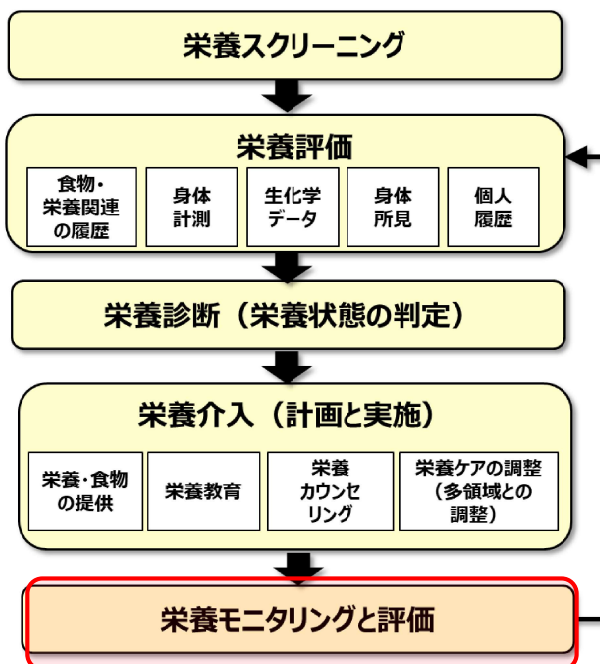 栄養スクリーニング
栄養評価
食物・
栄養関連
の履歴
身体
計測
生化学
データ
身体
所見
個人
履歴
栄養診断（栄養状態の判定）
栄養介入（計画と実施）
栄養・食物
の提供
栄養教育
栄養
カウンセ
リング
栄養ケアの調整
（多領域との
調整）
栄養モニタリングと評価